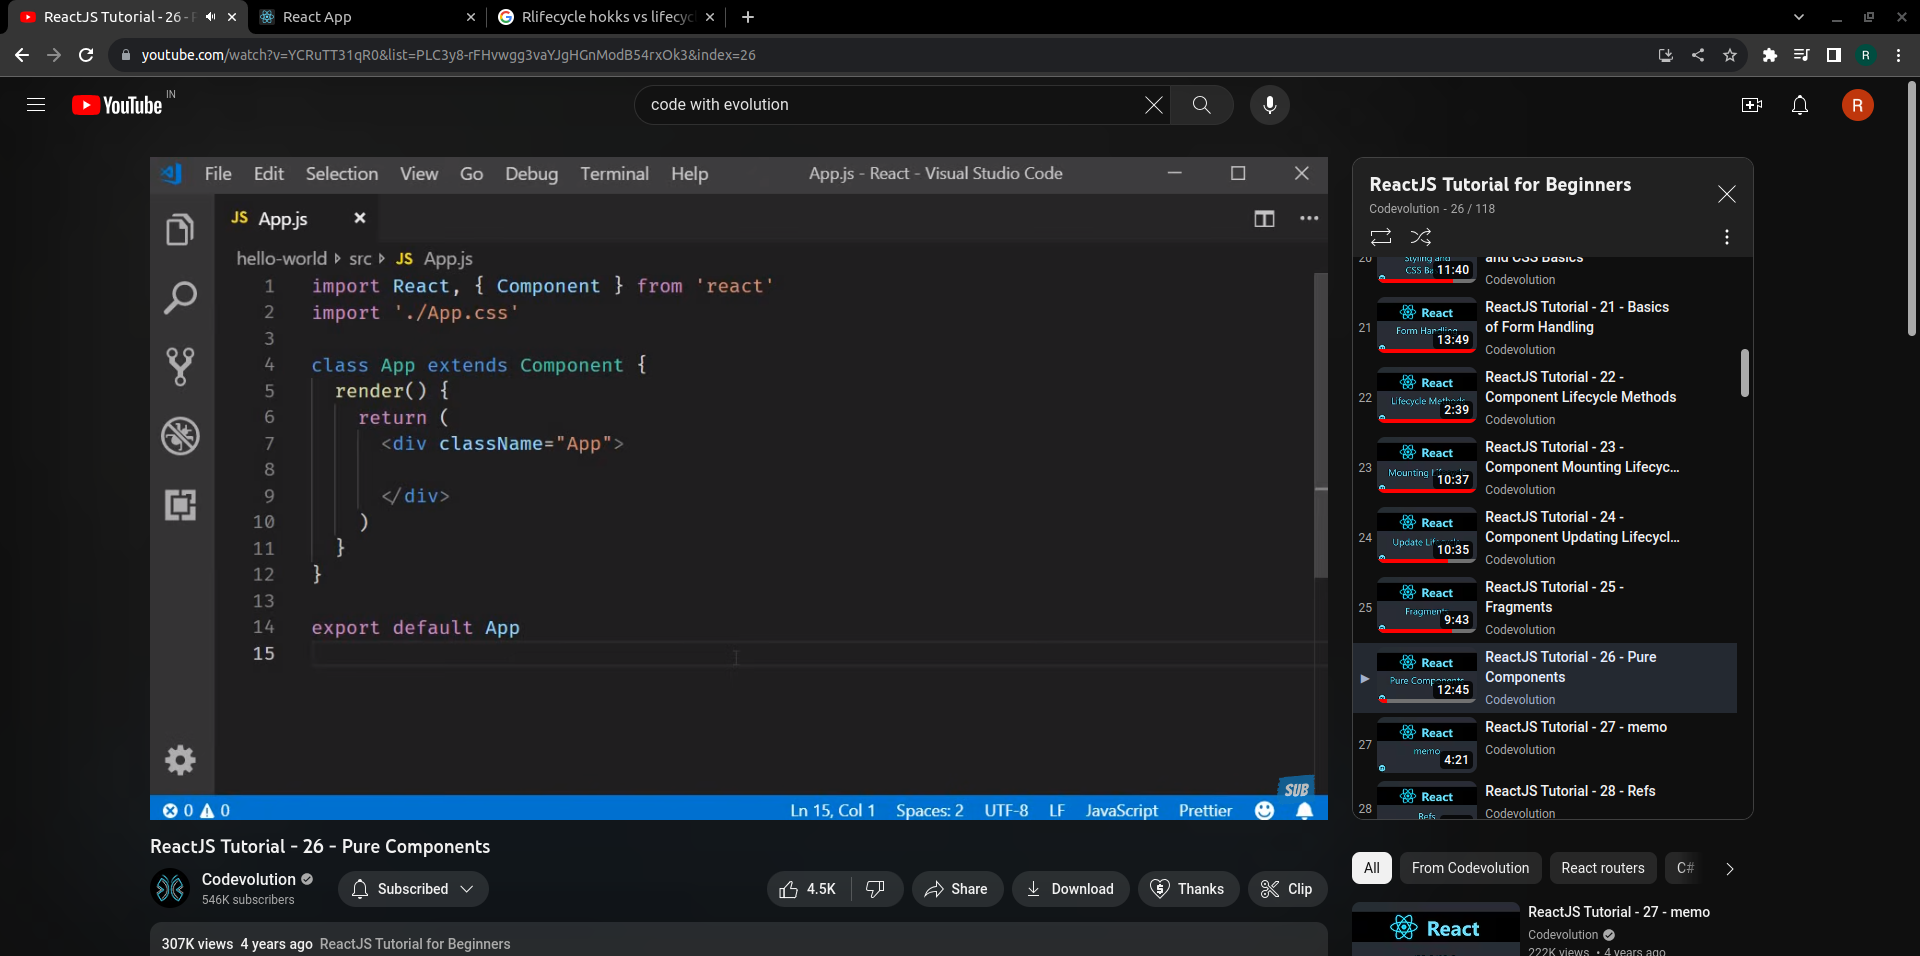 ReactJS Tutorial - 26 -
React App
Rlifecycle hokks vs lifecyc
youtube.com/watch?v=YCRuTT31qR0&list=PLC3y8-rFHvwgg3vaYJgHGnModB54rxOk3&index=26
R
YouTube IN
code with evolution
R
File Edit Selection View Go Debug Terminal Help
App.js - React - Visual Studio Code
JS App.js
hello-world src JS App.js
1 import React, { Component } from 'react'
2 import './App.css'
3
4 class App extends Component {
5 render() {
6 return (
7 <div className="App">
8
9 </div>
10 )
11 }
12 }
13
14 export default App
15
SUB
0 0
Ln 15, Col 1 Spaces: 2 UTF-8 LF JavaScript Prettier
ReactJS Tutorial - 26 - Pure Components
Codevolution
546K subscribers
Subscribed
4.5K
Share
Download
Thanks
Clip
307K views 4 years ago ReactJS Tutorial for Beginners
ReactJS Tutorial for Beginners
Codevolution - 26 / 118
20
Styling and
CSS Ba
11:40
and CSS Basics
Codevolution
21
React
Form Handling
13:49
ReactJS Tutorial - 21 - Basics
of Form Handling
Codevolution
22
React
Lifecycle Methods
2:39
ReactJS Tutorial - 22 -
Component Lifecycle Methods
Codevolution
23
React
Mounting
10:37
ReactJS Tutorial - 23 -
Component Mounting Lifecyc...
Codevolution
24
React
Update
10:35
ReactJS Tutorial - 24 -
Component Updating Lifecycl...
Codevolution
25
React
Fragments
9:43
ReactJS Tutorial - 25 -
Fragments
Codevolution
React
Pure Components
12:45
ReactJS Tutorial - 26 - Pure
Components
Codevolution
27
React
memo
4:21
ReactJS Tutorial - 27 - memo
Codevolution
28
React
Refs
ReactJS Tutorial - 28 - Refs
Codevolution
All
From Codevolution
React routers
C#
React
ReactJS Tutorial - 27 - memo
Codevolution
222K views • 4 years ago